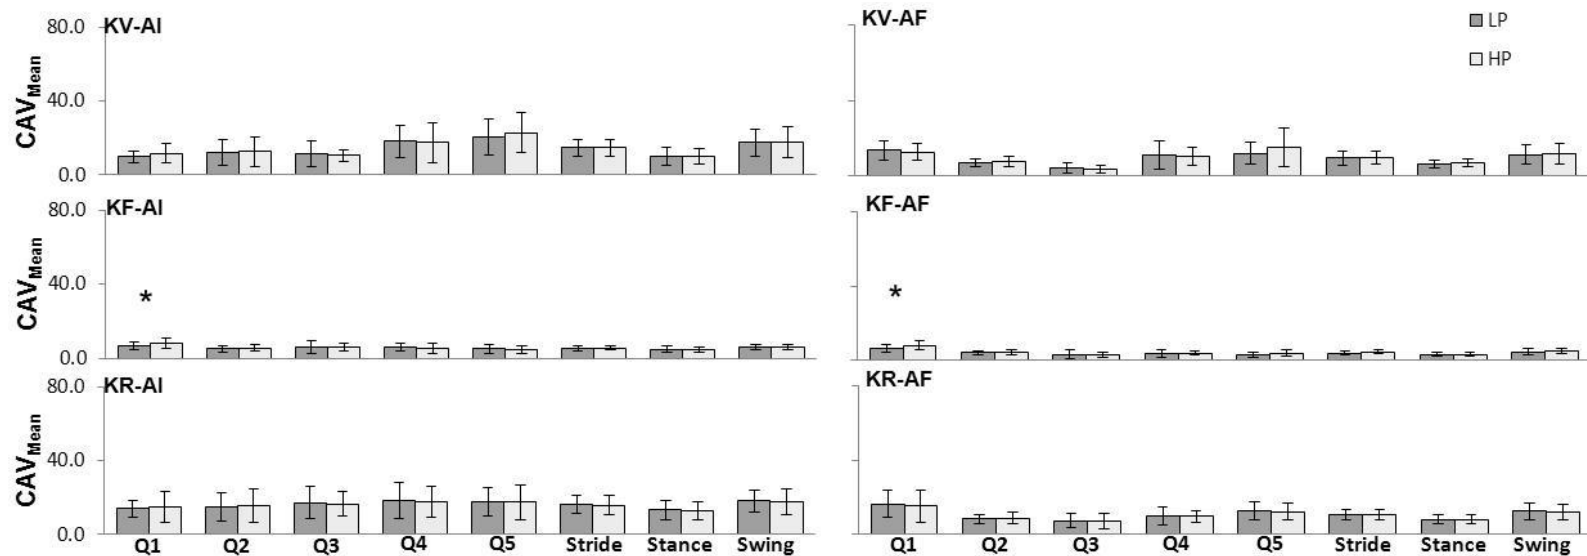 KV-AI
KV-AF
80.0
40.0
0.0
CAVMean
LP
HP
KF-AI
KF-AF
80.0
40.0
0.0
CAVMean
*
*
KR-AI
KR-AF
80.0
40.0
0.0
CAVMean
Q1 Q2 Q3 Q4 Q5 Stride Stance Swing
Q1 Q2 Q3 Q4 Q5 Stride Stance Swing